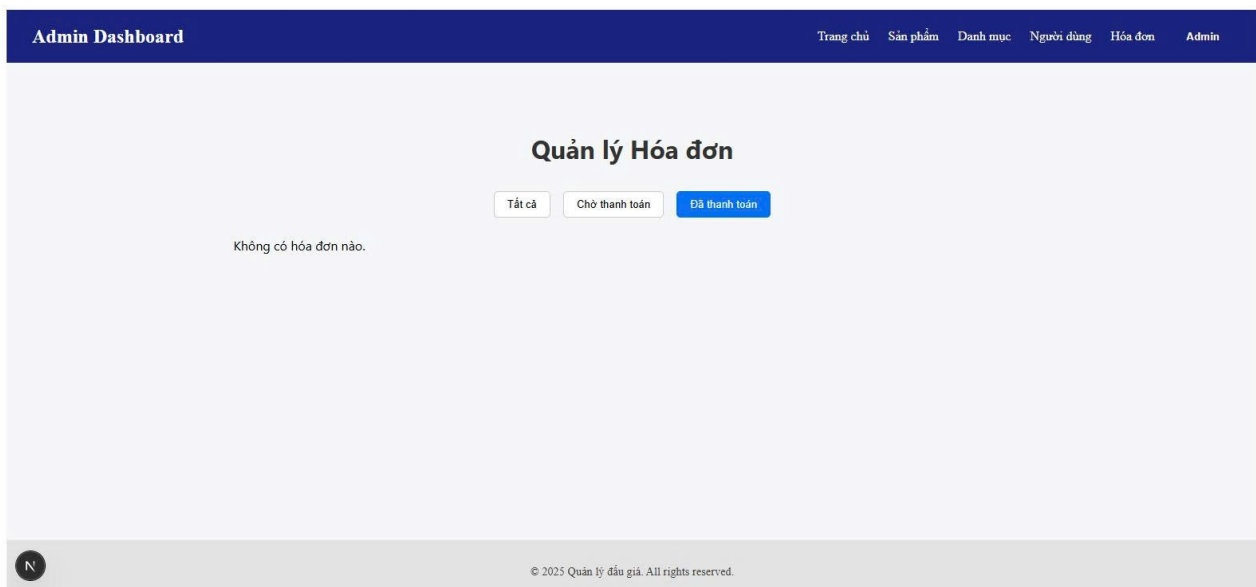 Admin Dashboard Trang chủ Sản phẩm Danh mục Người dùng Hóa đơn Admin
Quản lý Hóa đơn
Tất cả Chờ thanh toán Đã thanh toán
Không có hóa đơn nào.
N
© 2025 Quản lý đấu giá. All rights reserved.